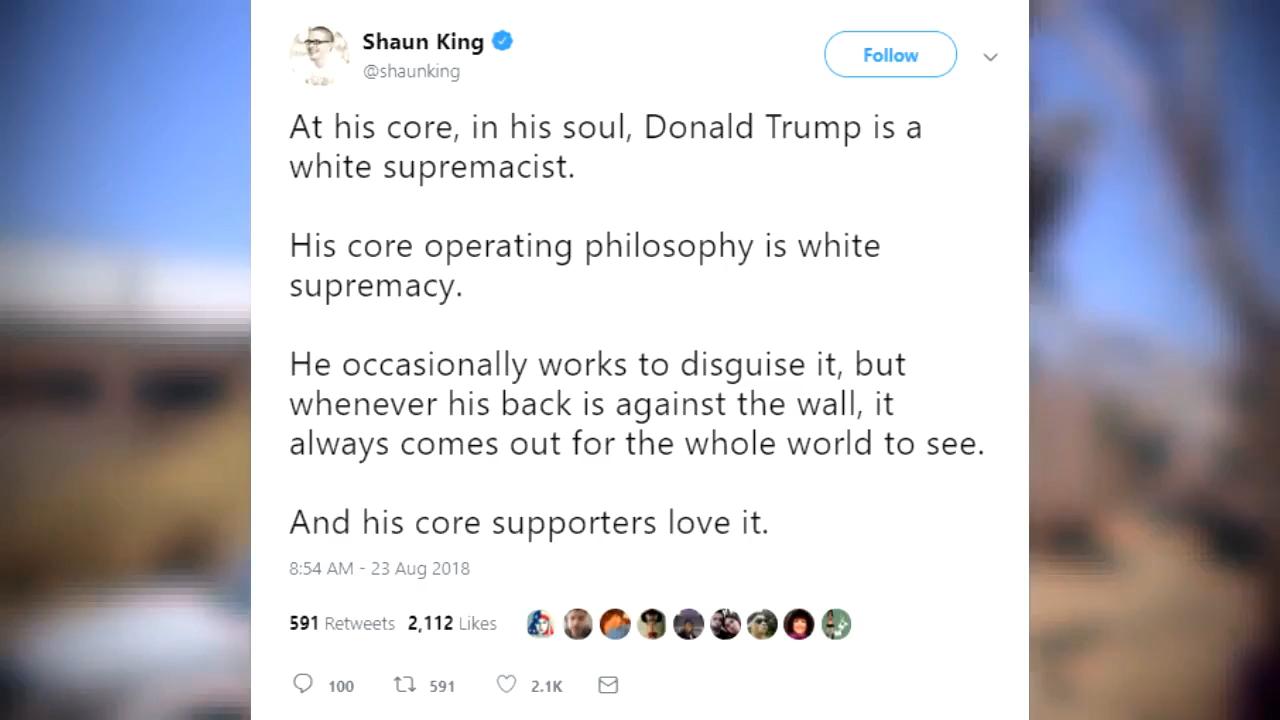 Shaun King
@shaunking
Follow
At his core, in his soul, Donald Trump is a
white supremacist.
His core operating philosophy is white
supremacy.
He occasionally works to disguise it, but
whenever his back is against the wall, it
always comes out for the whole world to see.
And his core supporters love it.
8:54 AM - 23 Aug 2018
591 Retweets 2,112 Likes
100 591 2.1K